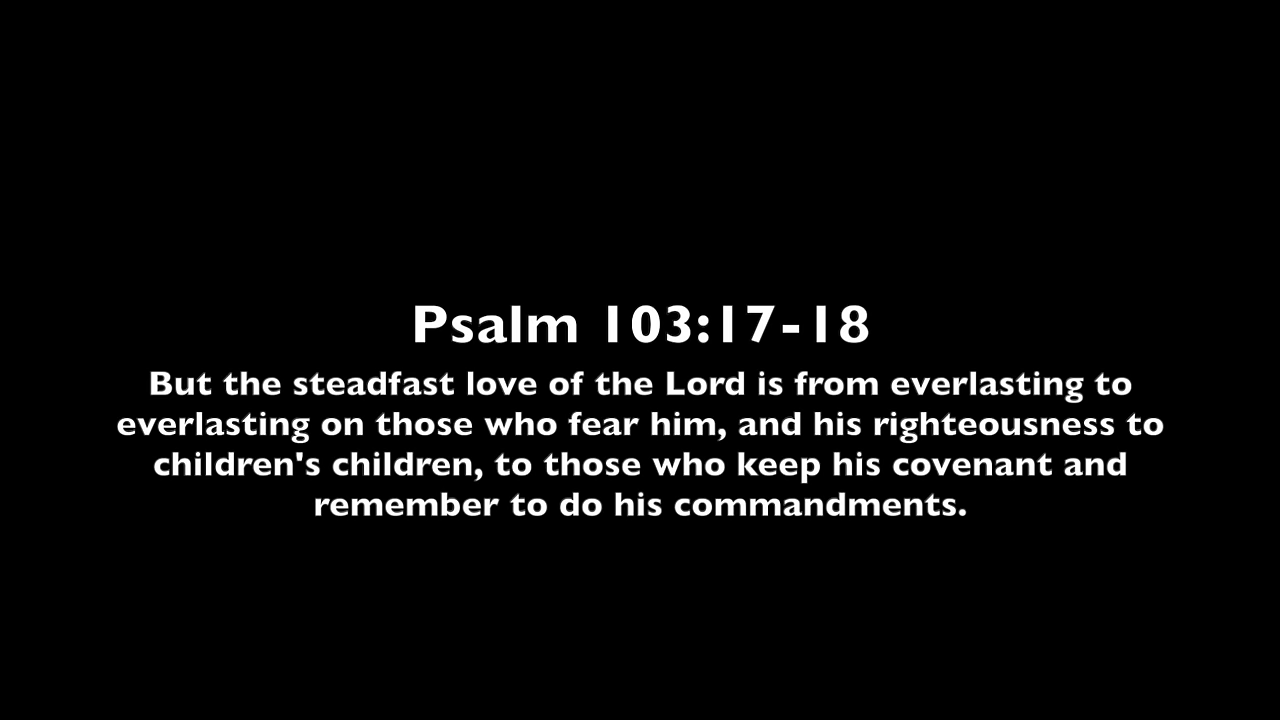 Psalm 103:17-18
But the steadfast love of the Lord is from everlasting to
everlasting on those who fear him, and his righteousness to
children's children, to those who keep his covenant and
remember to do his commandments.